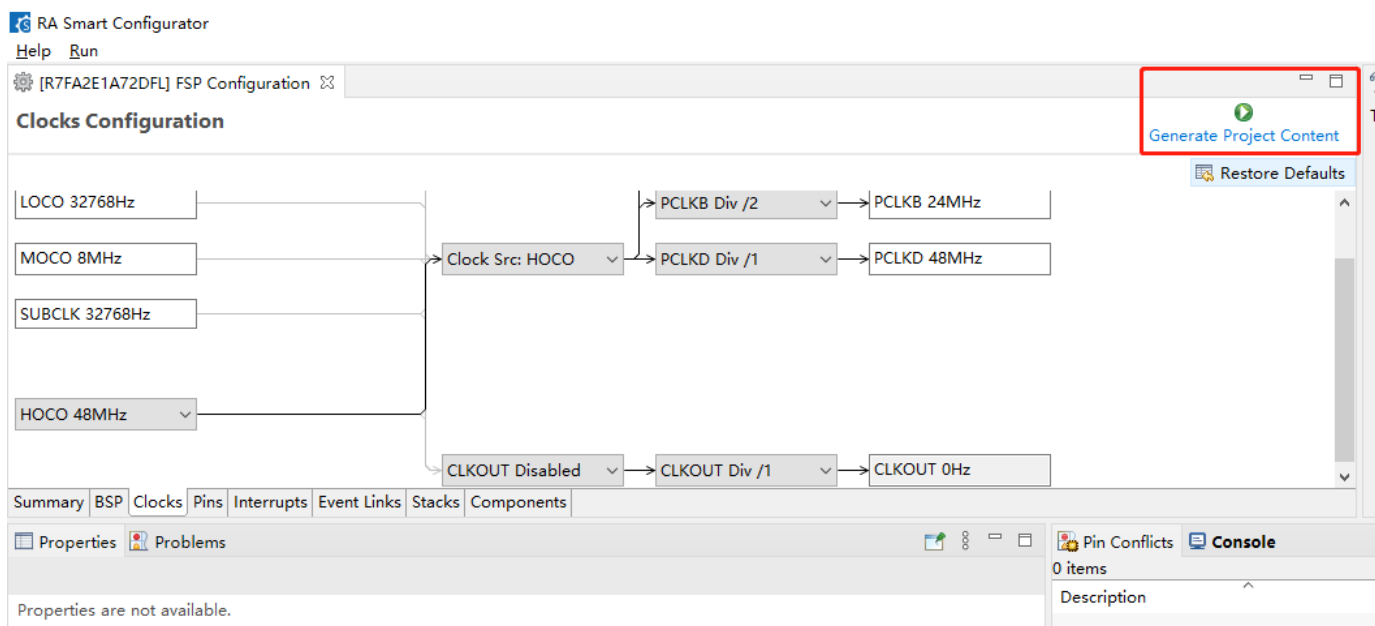 RA Smart Configurator
Help Run
[R7FA2E1A72DFL] FSP Configuration
Clocks Configuration
Generate Project Content
Restore Defaults
LOCO 32768Hz
PCLKB Div /2
PCLKB 24MHz
MOCO 8MHz
Clock Src: HOCO
PCLKD Div /1
PCLKD 48MHz
SUBCLK 32768Hz
HOCO 48MHz
CLKOUT Disabled
CLKOUT Div /1
CLKOUT 0Hz
Summary BSP Clocks Pins Interrupts Event Links Stacks Components
Properties Problems
Pin Conflicts Console
0 items
Description
Properties are not available.